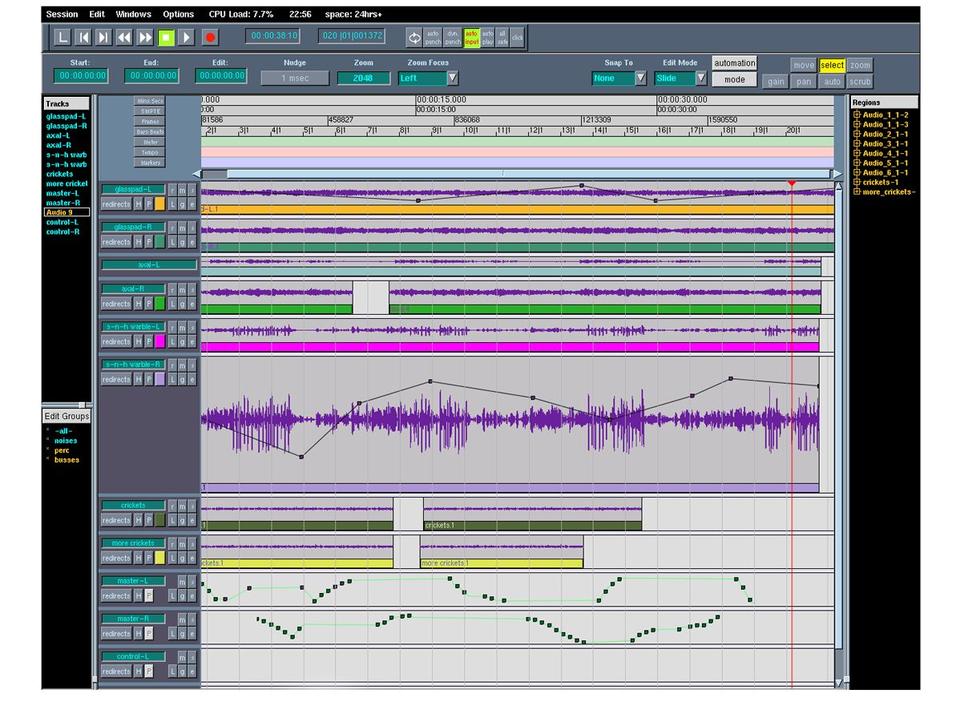 Session Edit Windows Options CPU Load: 7.7% 22:56 space: 24hrs+
L 00:00:38:10 020|01|001372 auto punch dyn. punch auto input auto play all safe click
Start: End: Edit: Nudge Zoom Zoom Focus Snap To Edit Mode automation move select zoom
00:00:00:00 00:00:00:00 00:00:00:00 1 msec 2048 Left None Slide mode gain pan auto scrub
Tracks
glasspad-L
glasspad-R
axal-L
axal-R
s-n-h warb
s-n-h warb
crickets
more cricket
master-L
master-R
Audio 9
control-L
control-R
Edit Groups
-all-
noises
perc
busses
Mins:Secs :.000 00:00:15.000 00:00:30.000
SMPTE 00:00:15:00 00:00:30:00
Frames 81586 458827 836068 1213309 1590550
Bars:Beats 2|1 3|1 4|1 5|1 6|1 7|1 8|1 9|1 10|1 11|1 12|1 13|1 14|1 15|1 16|1 17|1 18|1 19|1 20|1
Meter
Tempo
Markers
glasspad-L r m s
redirects H P L g e d-L.1
glasspad-R r m s
redirects H P L g e
axal-L
axal-R r m s
redirects H P L g e
s-n-h warble-L r m s
redirects H P L g e
s-n-h warble-R r m s
redirects H P L g e
.1
crickets r m s
redirects H P L g e .1 crickets.1
more crickets r m s
redirects H P L g e ckets.1 more crickets.1
master-L m s
redirects H P L g e
master-R m s
redirects H P L g e
control-L m s
redirects H P L g e
Regions
Audio_1_1-2
Audio_1_1-3
Audio_2_1-1
Audio_3_1-1
Audio_4_1-1
Audio_5_1-1
Audio_6_1-1
crickets-1
more_crickets-